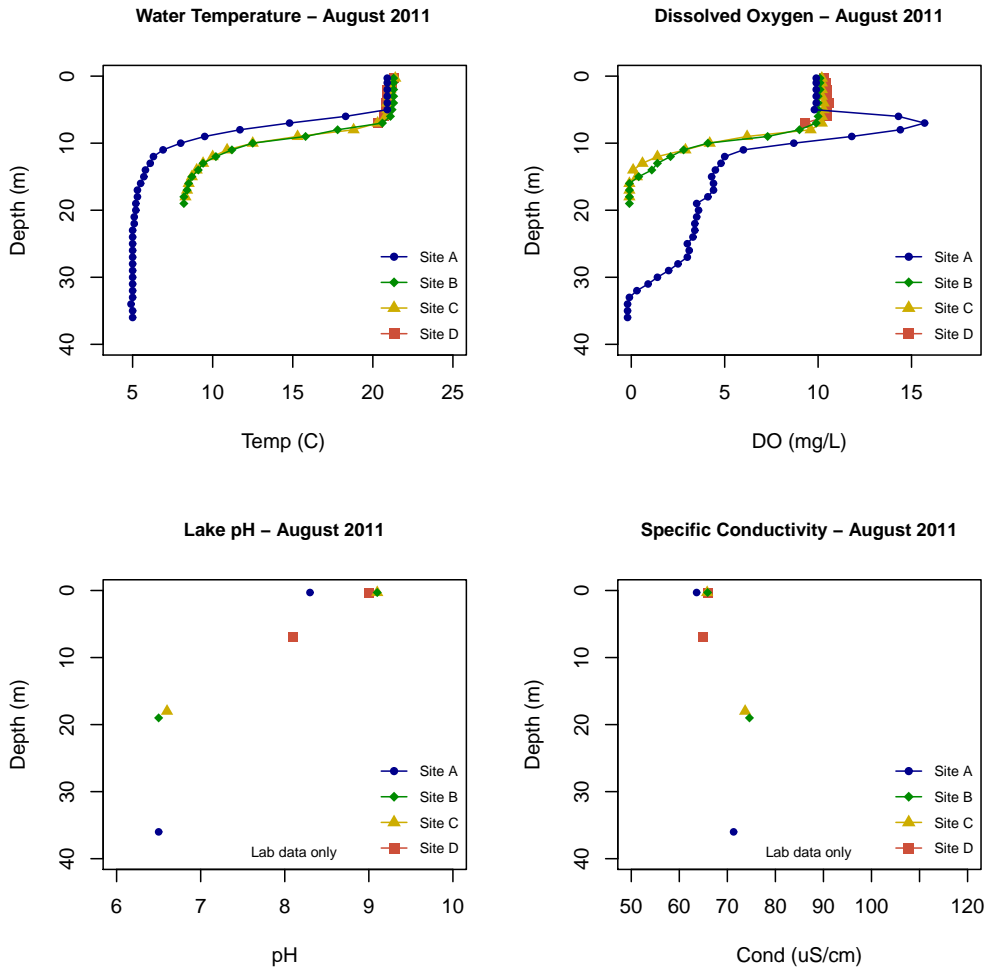 Water Temperature – August 2011
0
10
20
30
40
Depth (m)
Site A
Site B
Site C
Site D
5 10 15 20 25
Temp (C)
Dissolved Oxygen – August 2011
0
10
20
30
40
Depth (m)
Site A
Site B
Site C
Site D
0 5 10 15
DO (mg/L)
Lake pH – August 2011
0
10
20
30
40
Depth (m)
Site A
Site B
Site C
Site D
Lab data only
6 7 8 9 10
pH
Specific Conductivity – August 2011
0
10
20
30
40
Depth (m)
Site A
Site B
Site C
Site D
Lab data only
50 60 70 80 90 100 120
Cond (uS/cm)